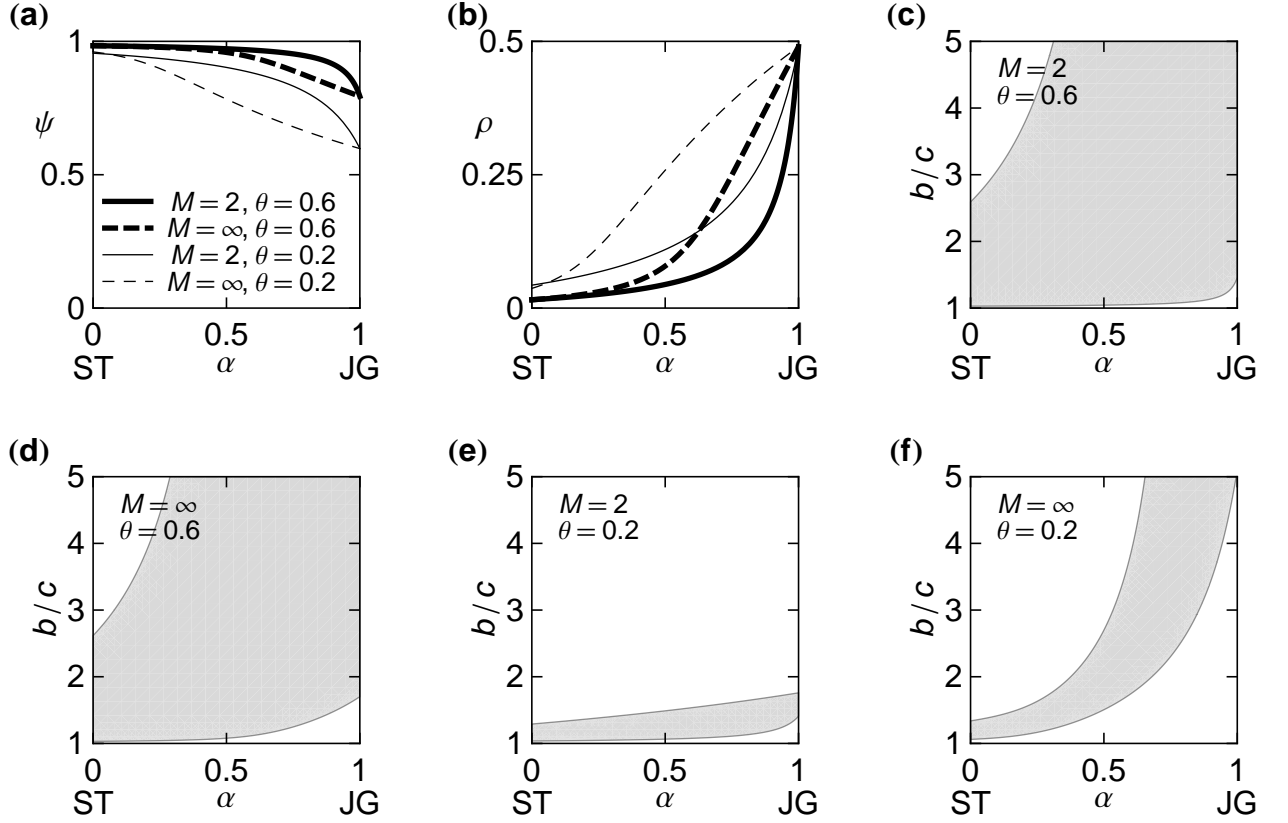 (a)
1
ψ
0.5
M = 2, θ = 0.6
M = ∞, θ = 0.6
M = 2, θ = 0.2
M = ∞, θ = 0.2
0
0 0.5 1
ST α JG
(b)
0.5
ρ
0.25
0
0 0.5 1
ST α JG
(c)
5
M = 2
θ = 0.6
4
b/c
3
2
1
0 0.5 1
ST α JG
(d)
5
M = ∞
θ = 0.6
4
b/c
3
2
1
0 0.5 1
ST α JG
(e)
5
M = 2
θ = 0.2
4
b/c
3
2
1
0 0.5 1
ST α JG
(f)
5
M = ∞
θ = 0.2
4
b/c
3
2
1
0 0.5 1
ST α JG